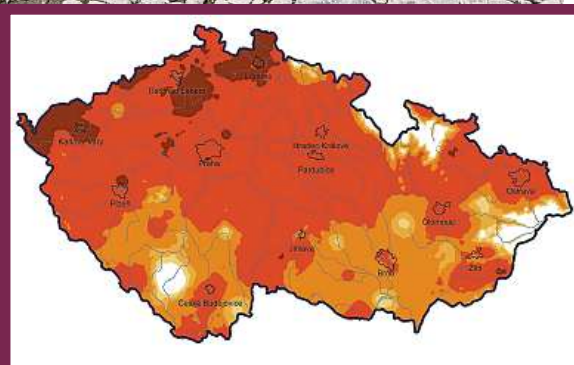 Liberec
Ústí nad Labem
Karlovy Vary
Praha
Hradec Králové
Pardubice
Plzeň
Ostrava
Olomouc
Jihlava
Brno
Zlín
České Budějovice